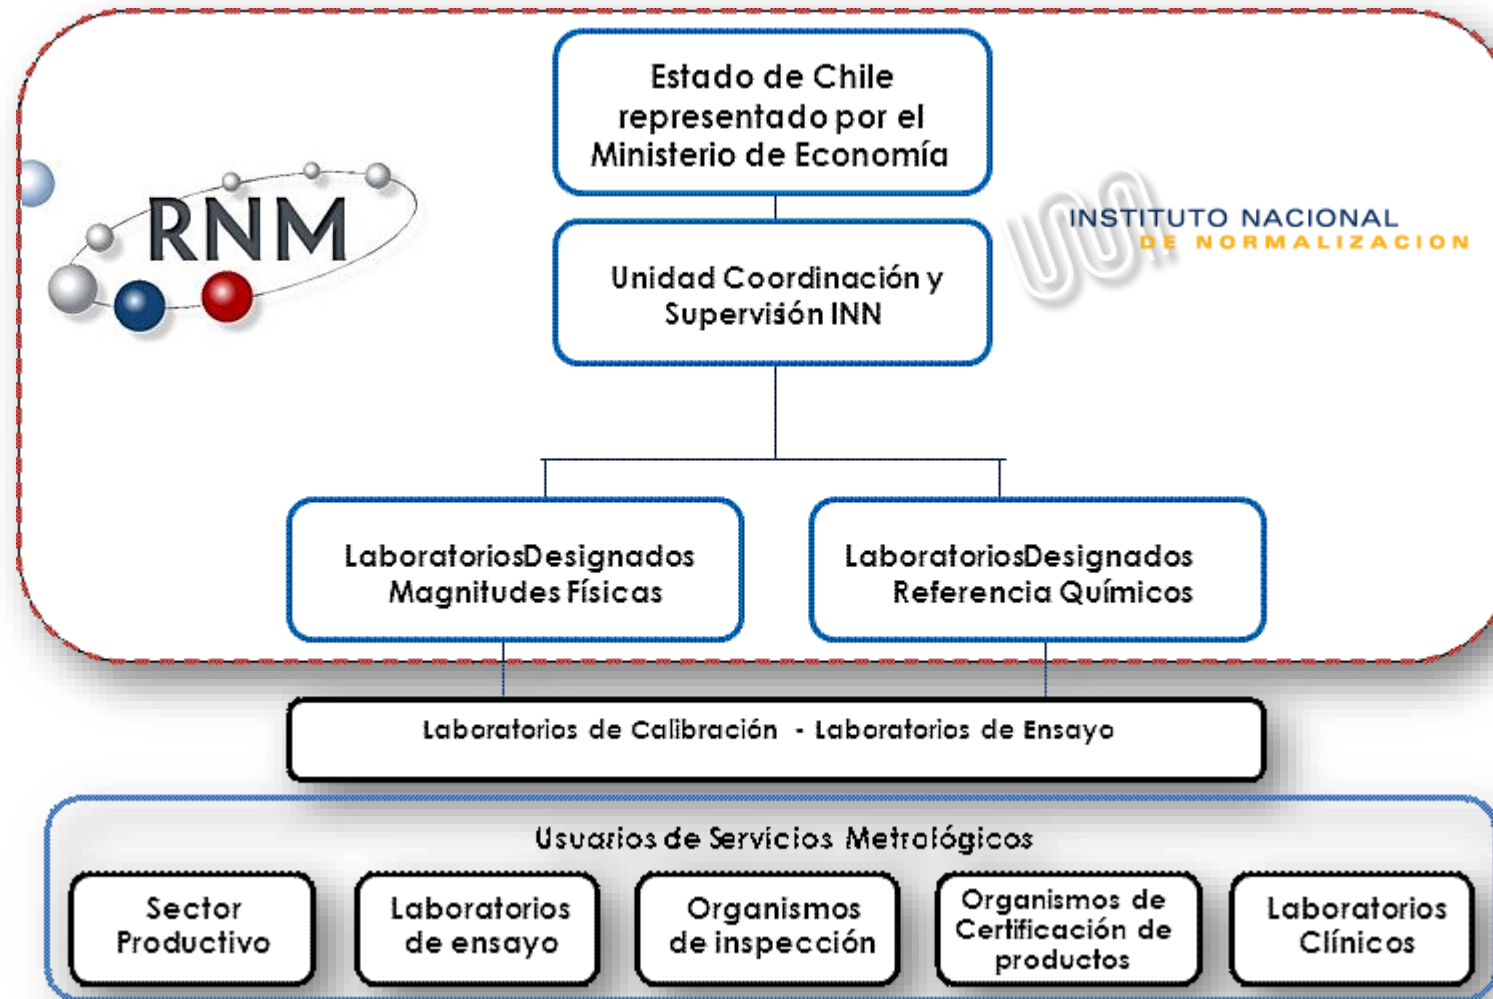 Estado de Chile
representado por el
Ministerio de Economía
RNM
INSTITUTO NACIONAL
DE NORMALIZACION
Unidad Coordinación y
Supervisión INN
LaboratoriosDesignados
Magnitudes Físicas
LaboratoriosDesignados
Referencia Químicos
Laboratorios de Calibración - Laboratorios de Ensayo
Usuarios de Servicios Metrológicos
Sector
Productivo
Laboratorios
de ensayo
Organismos
de inspección
Organismos de
Certificación de
productos
Laboratorios
Clínicos